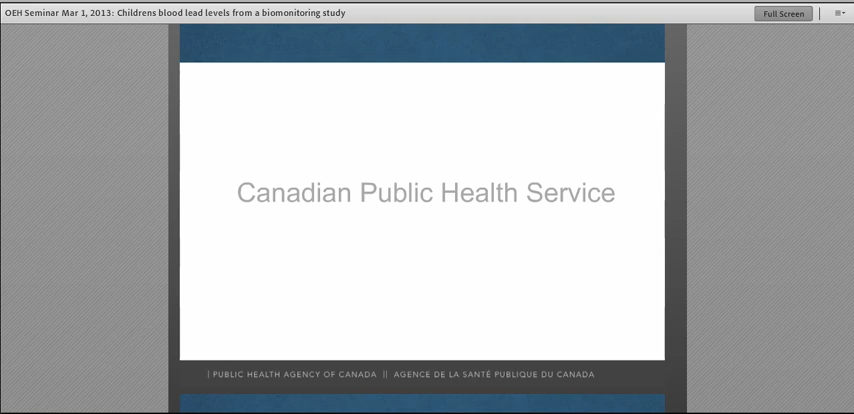 OEH Seminar Mar 1, 2013: Childrens blood lead levels from a biomonitoring study
Full Screen
Canadian Public Health Service
| PUBLIC HEALTH AGENCY OF CANADA || AGENCE DE LA SANTÉ PUBLIQUE DU CANADA